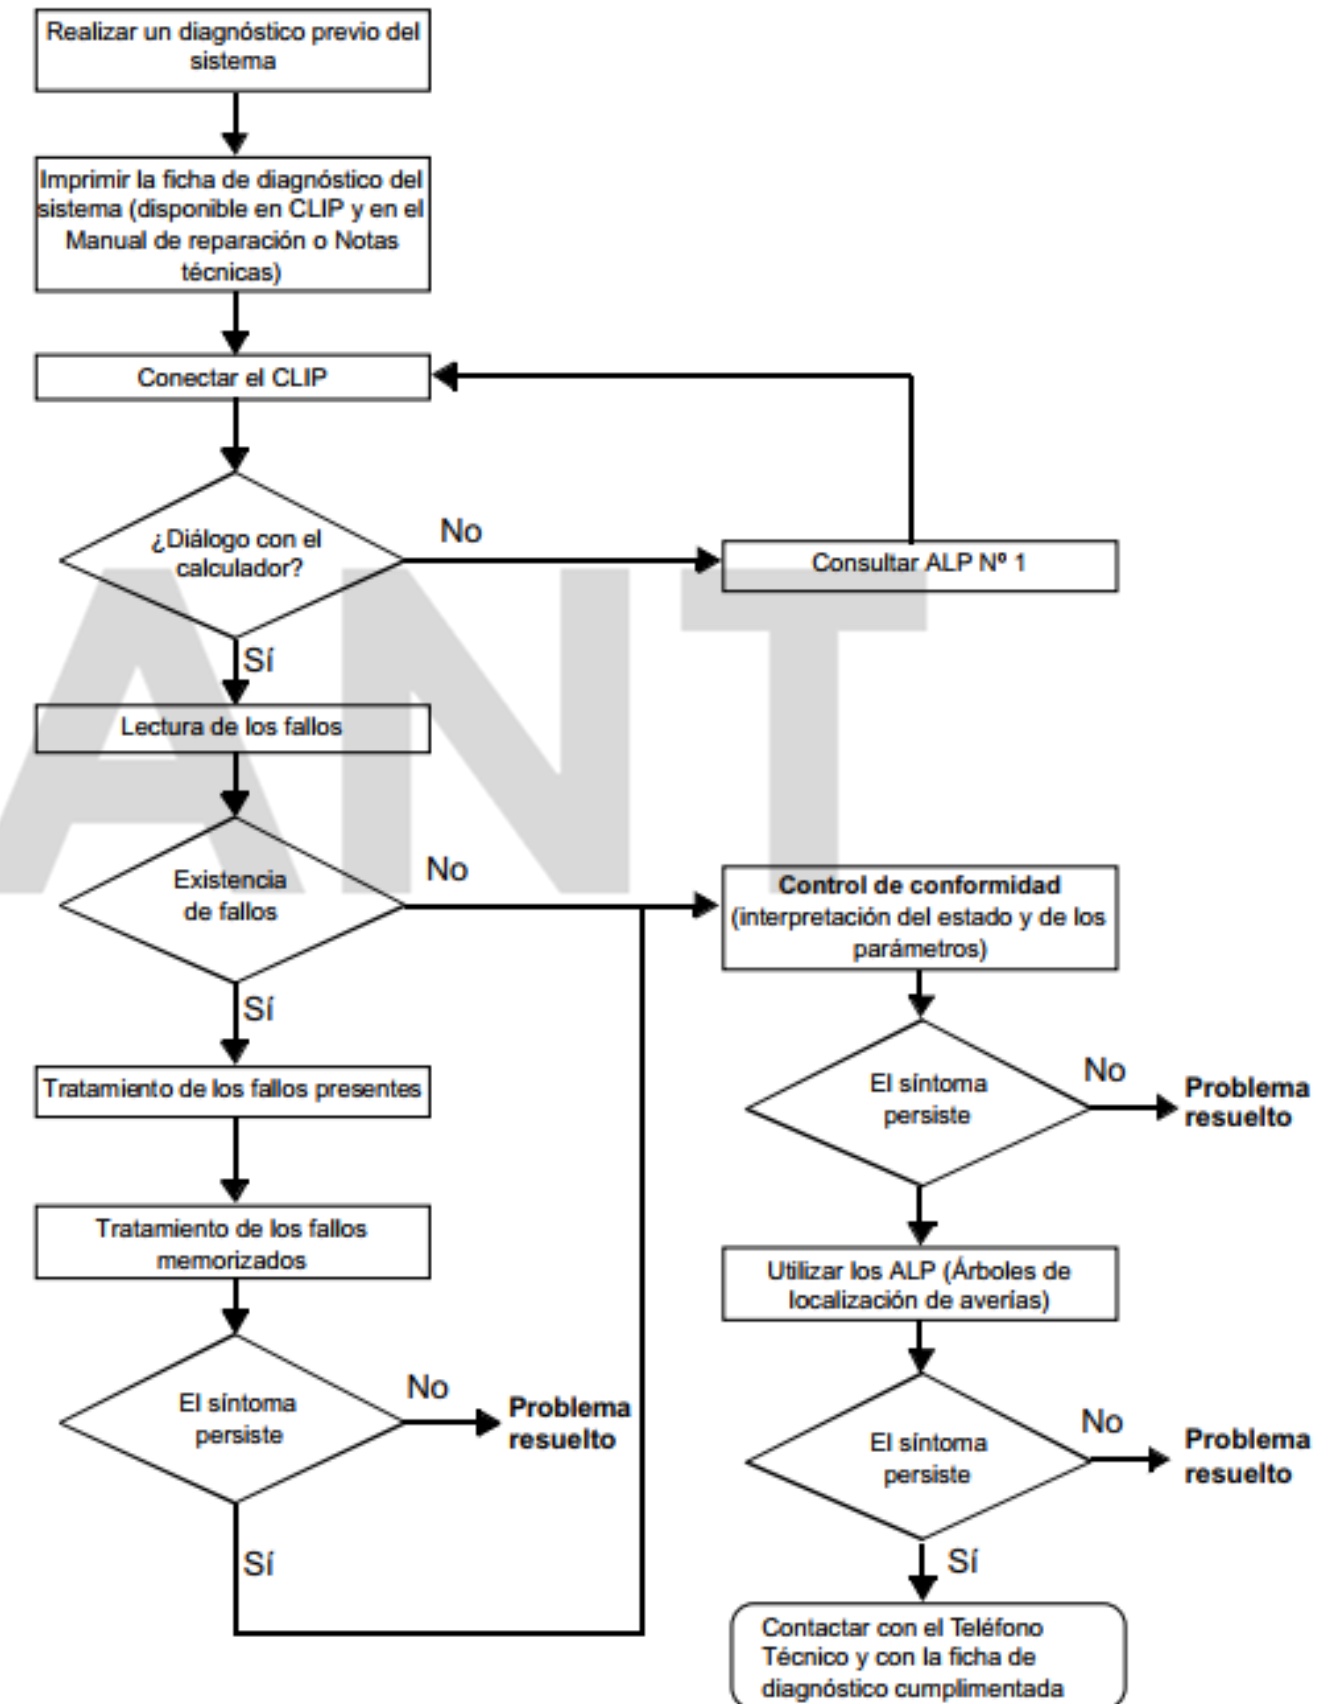 Realizar un diagnóstico previo del
sistema
Imprimir la ficha de diagnóstico del
sistema (disponible en CLIP y en el
Manual de reparación o Notas
técnicas)
Conectar el CLIP
¿Diálogo con el
calculador?
No
Consultar ALP Nº 1
Sí
Lectura de los fallos
Existencia
de fallos
No
Control de conformidad
(interpretación del estado y de los
parámetros)
Sí
Tratamiento de los fallos presentes
Tratamiento de los fallos
memorizados
El síntoma
persiste
No
Problema
resuelto
Sí
El síntoma
persiste
No
Problema
resuelto
Utilizar los ALP (Árboles de
localización de averías)
El síntoma
persiste
No
Problema
resuelto
Sí
Contactar con el Teléfono
Técnico y con la ficha de
diagnóstico cumplimentada
ANT